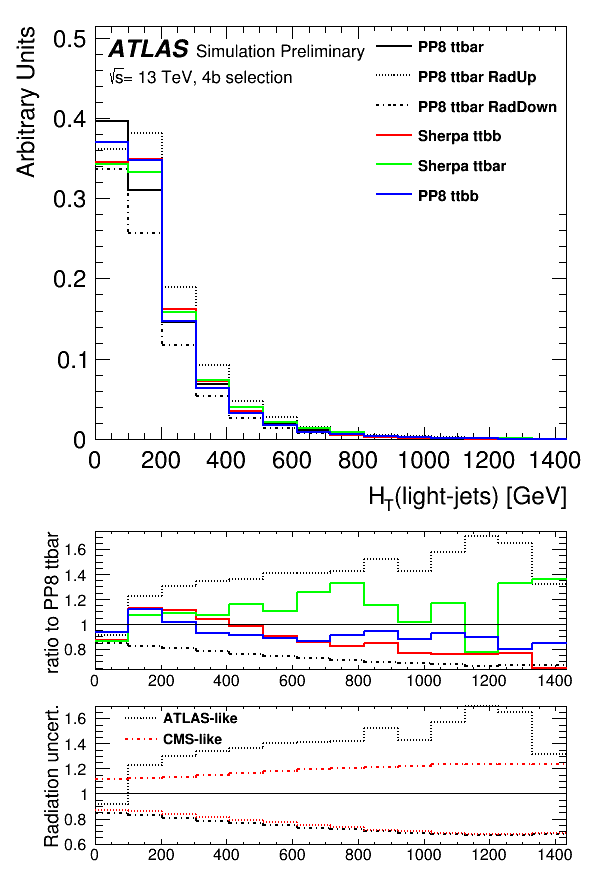 ATLAS Simulation Preliminary
√s= 13 TeV, 4b selection
PP8 ttbar
PP8 ttbar RadUp
PP8 ttbar RadDown
Sherpa ttbb
Sherpa ttbar
PP8 ttbb
Arbitrary Units
0.5
0.4
0.3
0.2
0.1
0
0 200 400 600 800 1000 1200 1400
H_T(light-jets) [GeV]
ratio to PP8 ttbar
1.6
1.4
1.2
1
0.8
0 200 400 600 800 1000 1200 1400
Radiation uncert.
ATLAS-like
CMS-like
1.6
1.4
1.2
1
0.8
0.6
0 200 400 600 800 1000 1200 1400